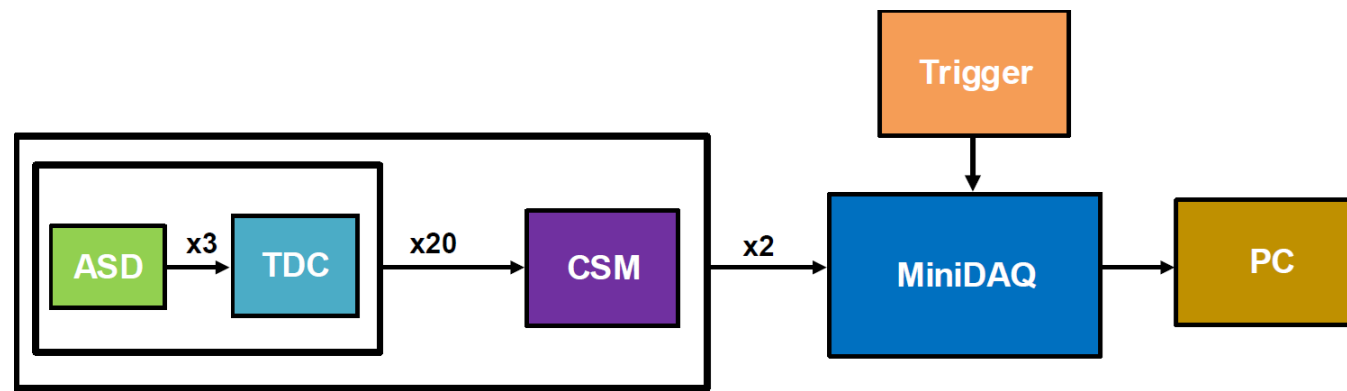 Trigger
ASD
x3
TDC
x20
CSM
x2
MiniDAQ
PC